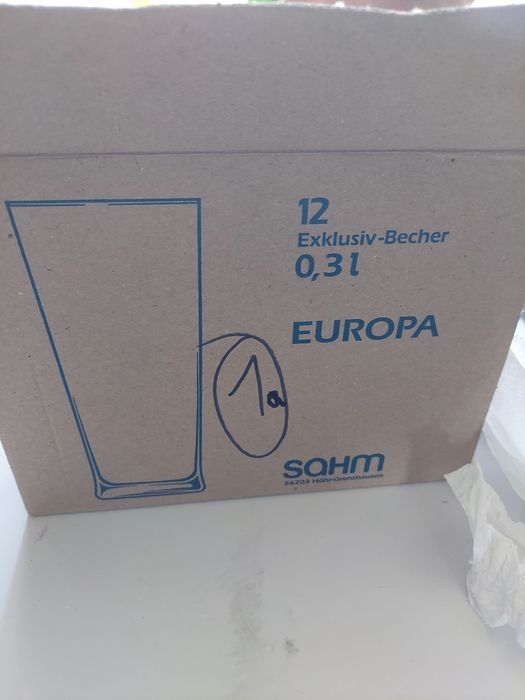 12
Exklusiv-Becher
0,3 l
EUROPA
1a
SAHM
56203 Höhr-Grenzhausen